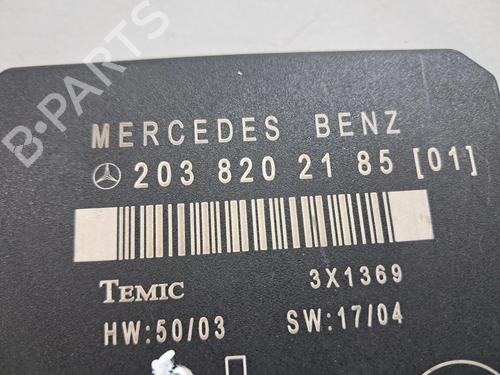 B-PARTS
MERCEDES BENZ
203 820 21 85 [01]
TEMIC 3X1369
HW:50/03 SW:17/04